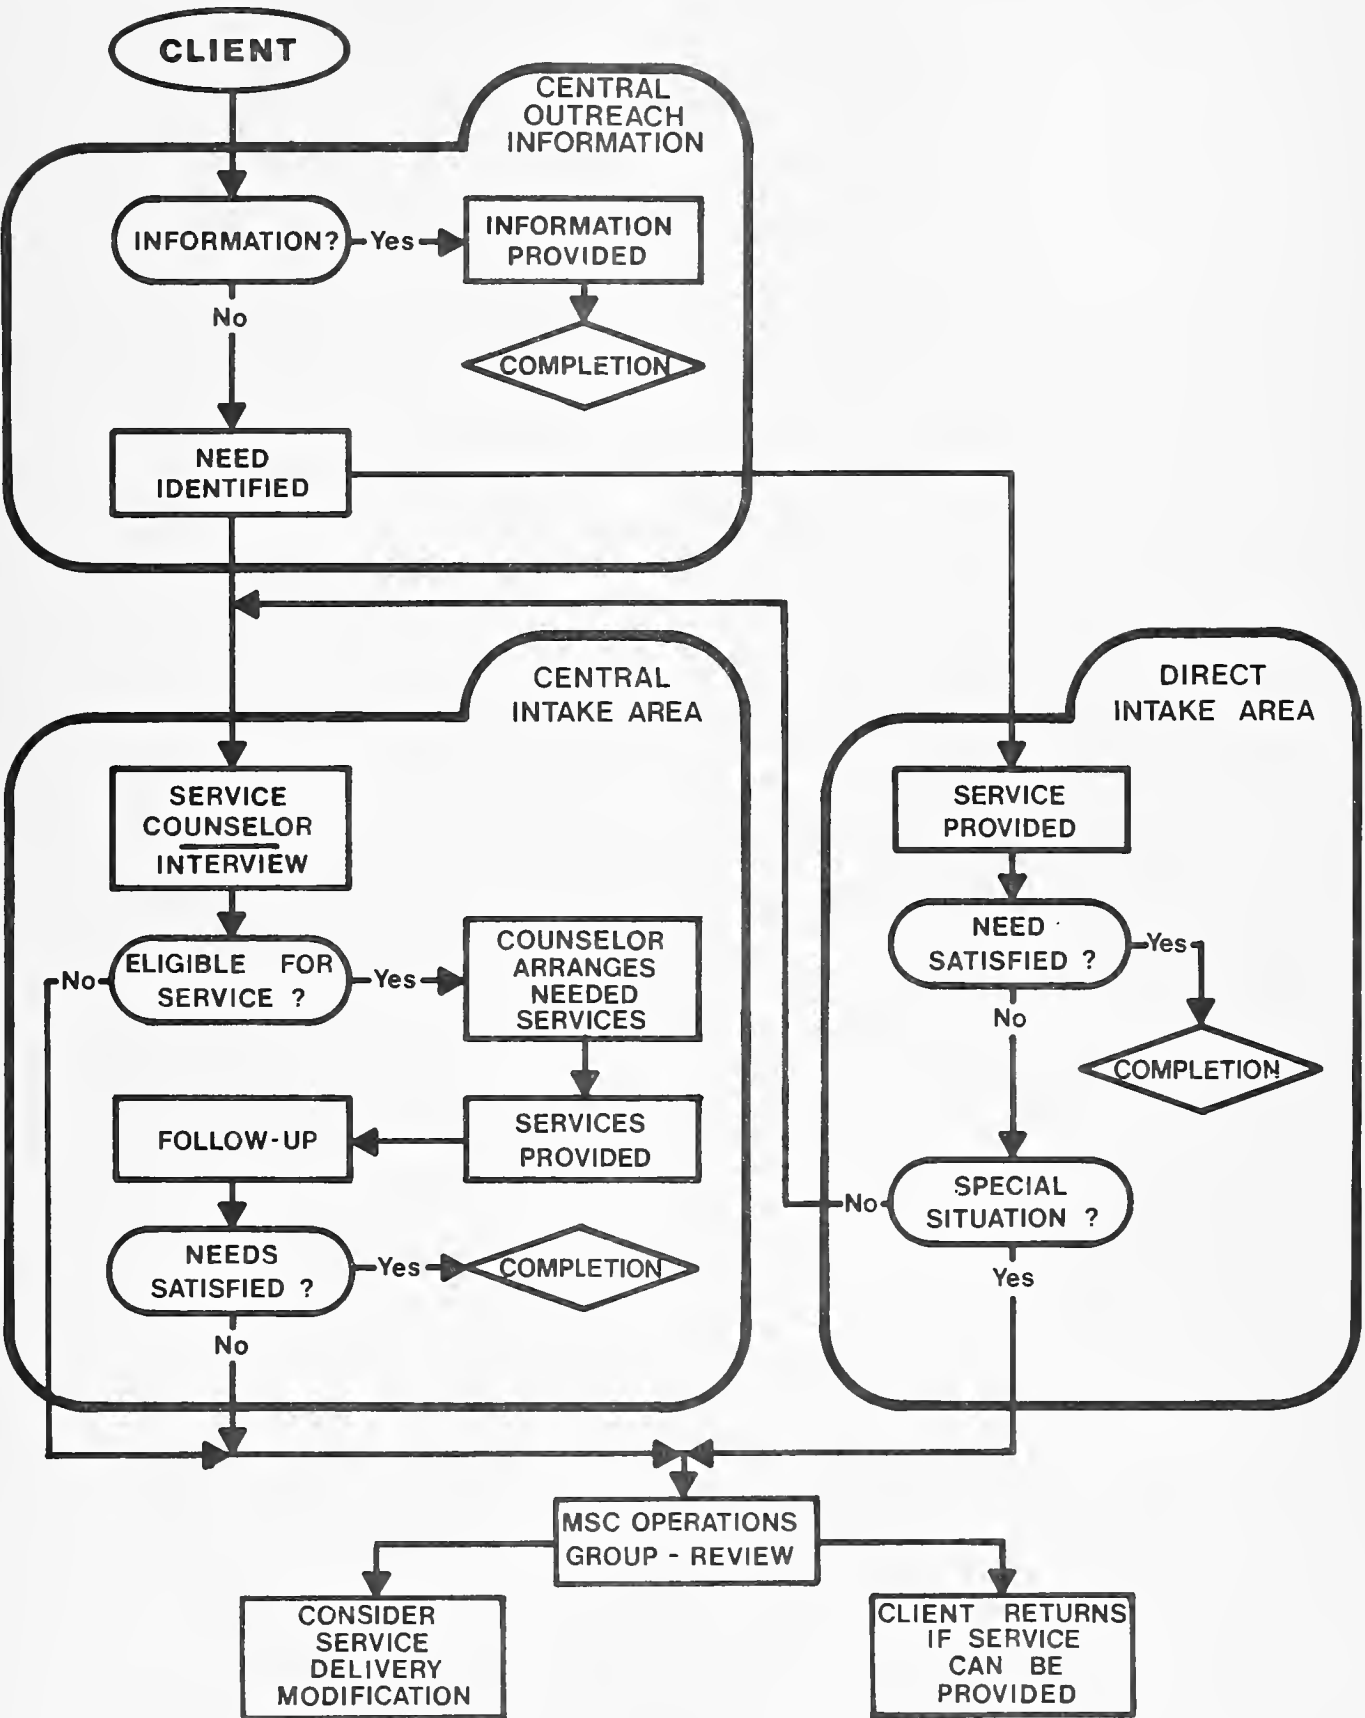 CLIENT
CENTRAL
OUTREACH
INFORMATION
INFORMATION?
Yes
INFORMATION
PROVIDED
No
COMPLETION
NEED
IDENTIFIED
CENTRAL
INTAKE AREA
DIRECT
INTAKE AREA
SERVICE
COUNSELOR
INTERVIEW
SERVICE
PROVIDED
ELIGIBLE FOR
SERVICE ?
No
Yes
COUNSELOR
ARRANGES
NEEDED
SERVICES
NEED
SATISFIED ?
Yes
No
COMPLETION
SERVICES
PROVIDED
FOLLOW-UP
SPECIAL
SITUATION ?
No
Yes
NEEDS
SATISFIED ?
Yes
COMPLETION
No
MSC OPERATIONS
GROUP - REVIEW
CONSIDER
SERVICE
DELIVERY
MODIFICATION
CLIENT RETURNS
IF SERVICE
CAN BE
PROVIDED